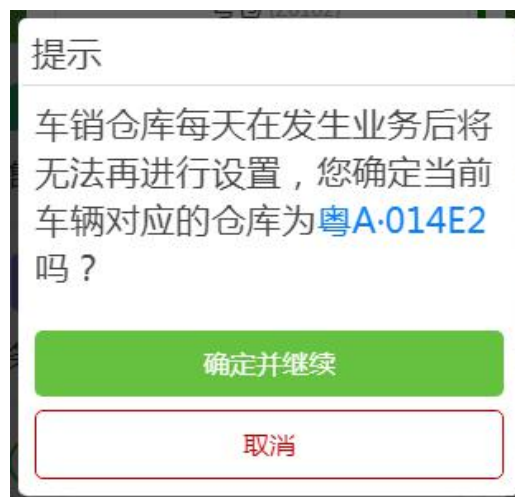 提示
车销仓库每天在发生业务后将
无法再进行设置，您确定当前
车辆对应的仓库为粤A·014E2
吗？
确定并继续
取消